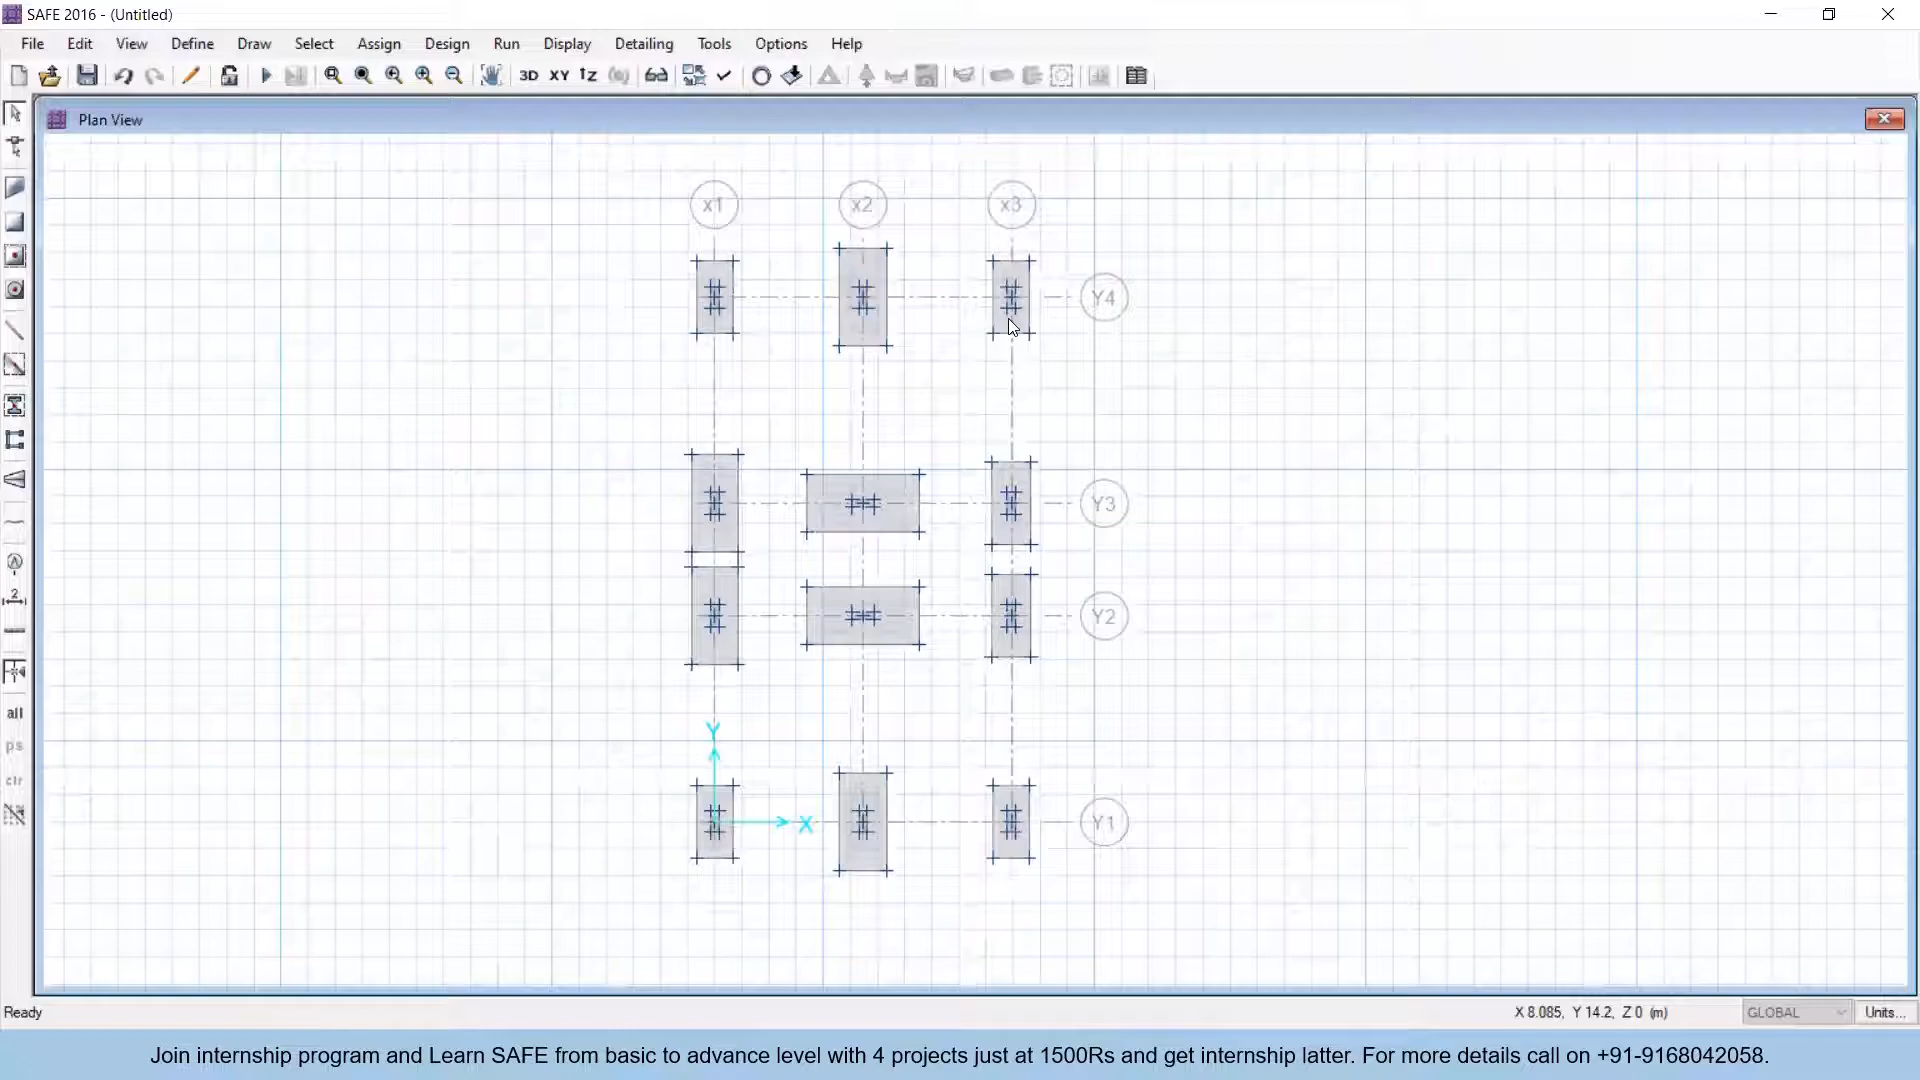 SAFE 2016 - (Untitled)
File Edit View Define Draw Select Assign Design Run Display Detailing Tools Options Help
3D XY
Plan View
x1 x2 x3
Y4
Y3
Y2
Y
X
Y1
2
all
ps
clr
Ready
X 8.085, Y 14.2, Z 0 (m)
GLOBAL
Units...
Join internship program and Learn SAFE from basic to advance level with 4 projects just at 1500Rs and get internship latter. For more details call on +91-9168042058.